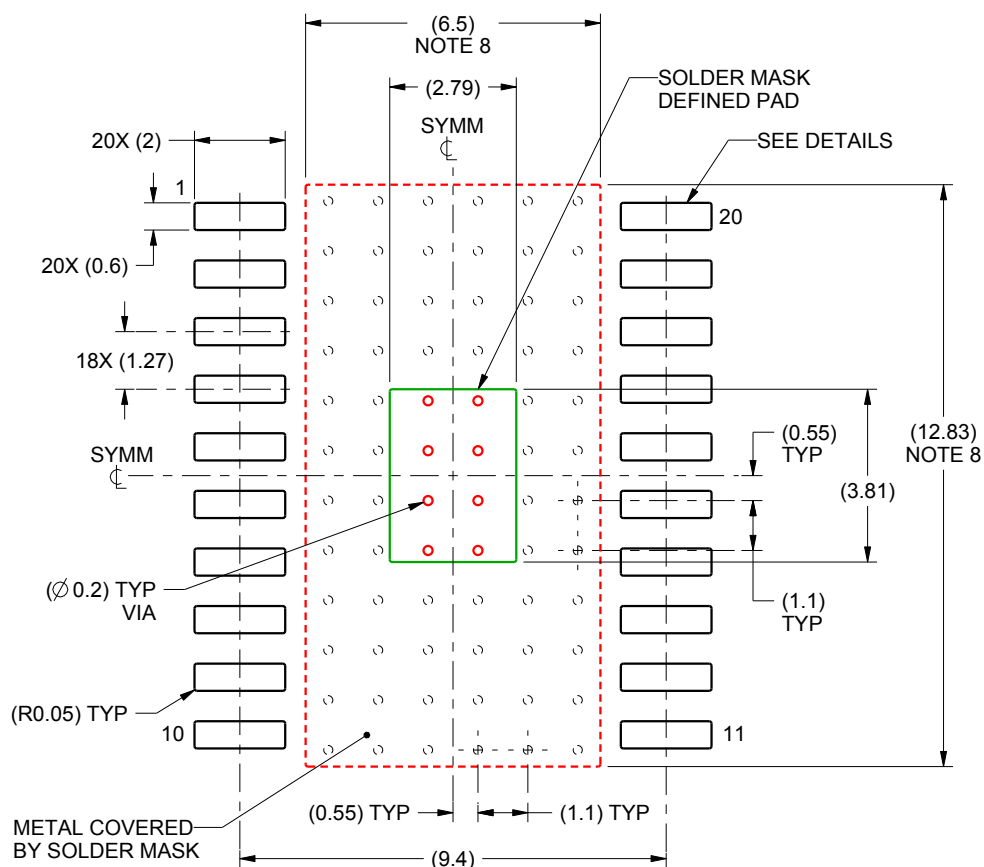 (6.5)
NOTE 8
(2.79)
SOLDER MASK
DEFINED PAD
SYMM
℄
20X (2)
SEE DETAILS
1
20
20X (0.6)
18X (1.27)
SYMM
℄
(0.55)
TYP
(12.83)
NOTE 8
(3.81)
(∅ 0.2) TYP
VIA
(1.1)
TYP
(R0.05) TYP
10
11
(0.55) TYP
(1.1) TYP
METAL COVERED
BY SOLDER MASK
(9.4)